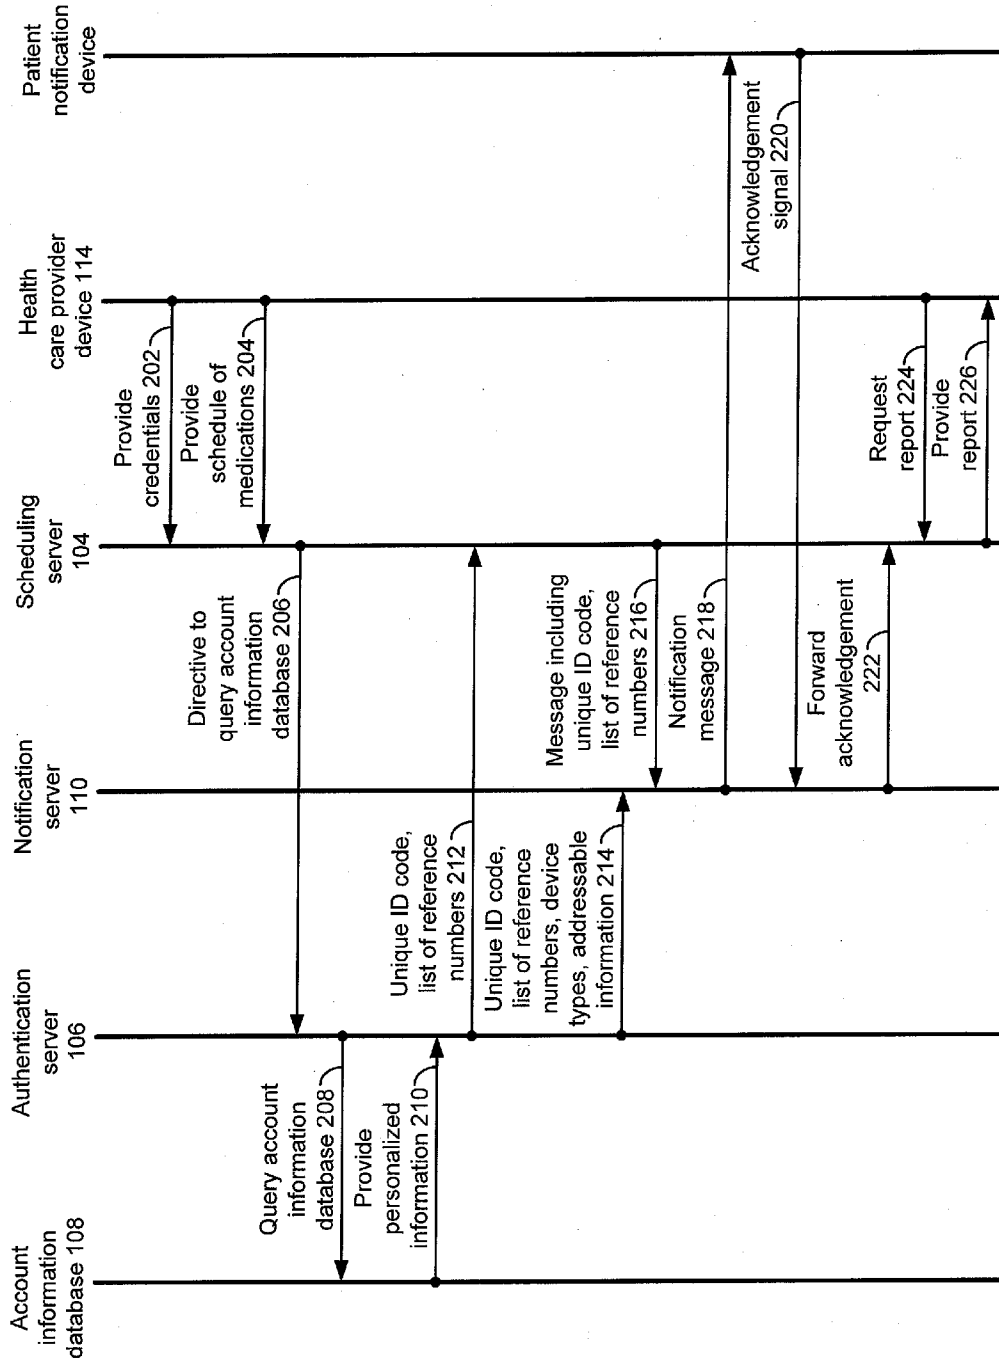 Account
information
database 108
Authentication
server
106
Notification
server
110
Scheduling
server
104
Health
care provider
device 114
Patient
notification
device
Provide
credentials 202
Provide
schedule of
medications 204
Directive to
query account
information
database 206
Query account
information
database 208
Provide
personalized
information 210
Unique ID code,
list of reference
numbers 212
Unique ID code,
list of reference
numbers, device
types, addressable
information 214
Message including
unique ID code,
list of reference
numbers 216
Notification
message 218
Acknowledgement
signal 220
Forward
acknowledgement
222
Request
report 224
Provide
report 226